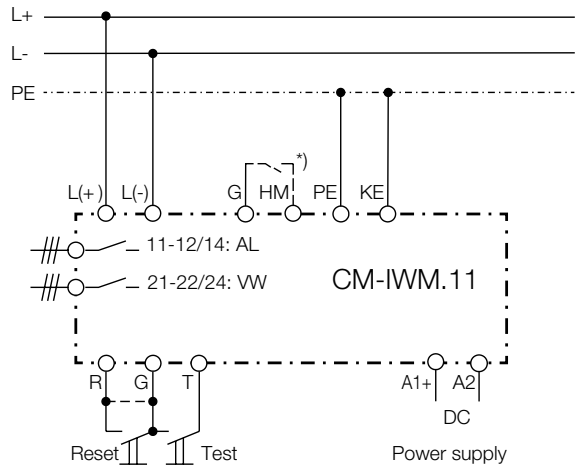 L+
L-
PE
L(+) L(-) G HM *) PE KE
11-12/14: AL
21-22/24: VW
CM-IWM.11
R G T A1+ A2
DC
Reset Test Power supply